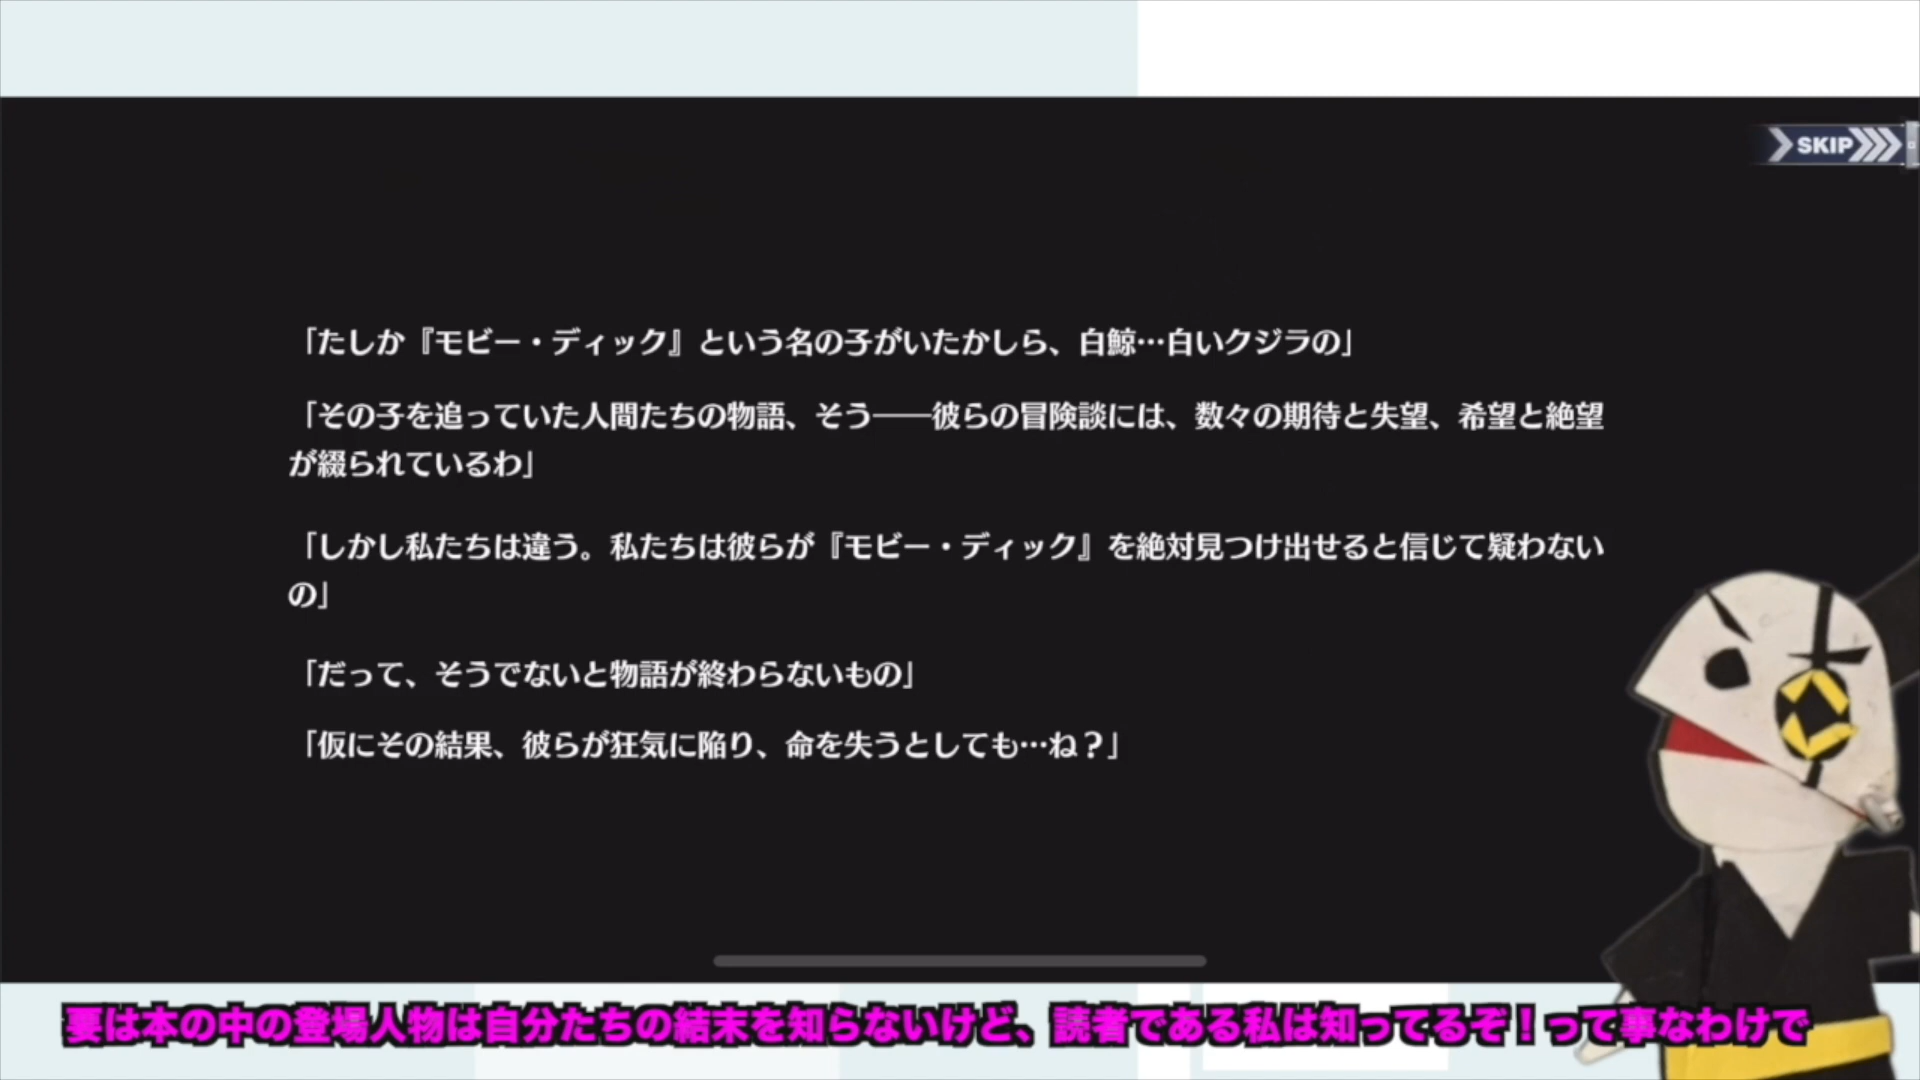 SKIP
「たしか『モビー・ディック』という名の子がいたかしら、白鯨…白いクジラの」
「その子を追っていた人間たちの物語、そう――彼らの冒険談には、数々の期待と失望、希望と絶望
が綴られているわ」
「しかし私たちは違う。私たちは彼らが『モビー・ディック』を絶対見つけ出せると信じて疑わない
の」
「だって、そうでないと物語が終わらないもの」
「仮にその結果、彼らが狂気に陥り、命を失うとしても…ね？」
要は本の中の登場人物は自分たちの結末を知らないけど、読者である私は知ってるぞ！って事なわけで